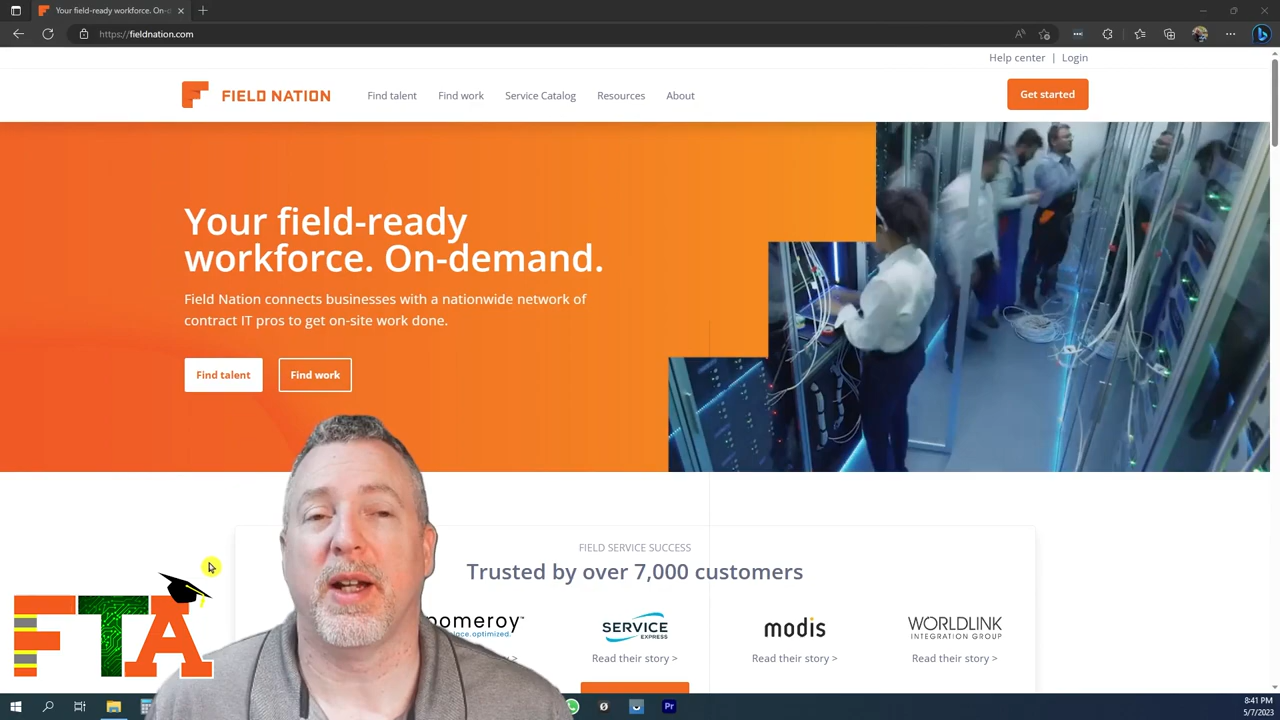 Your field-ready workforce. On-d
https://fieldnation.com
Help center | Login
FIELD NATION
Find talent
Find work
Service Catalog
Resources
About
Get started
Your field-ready
workforce. On-demand.
Field Nation connects businesses with a nationwide network of
contract IT pros to get on-site work done.
Find talent
Find work
FIELD SERVICE SUCCESS
Trusted by over 7,000 customers
pomeroy
SERVICE
EXPRESS
modis
WORLDLINK
INTEGRATION GROUP
Read their story >
Read their story >
Read their story >
FTA
Pr
8:41 PM
5/7/2023